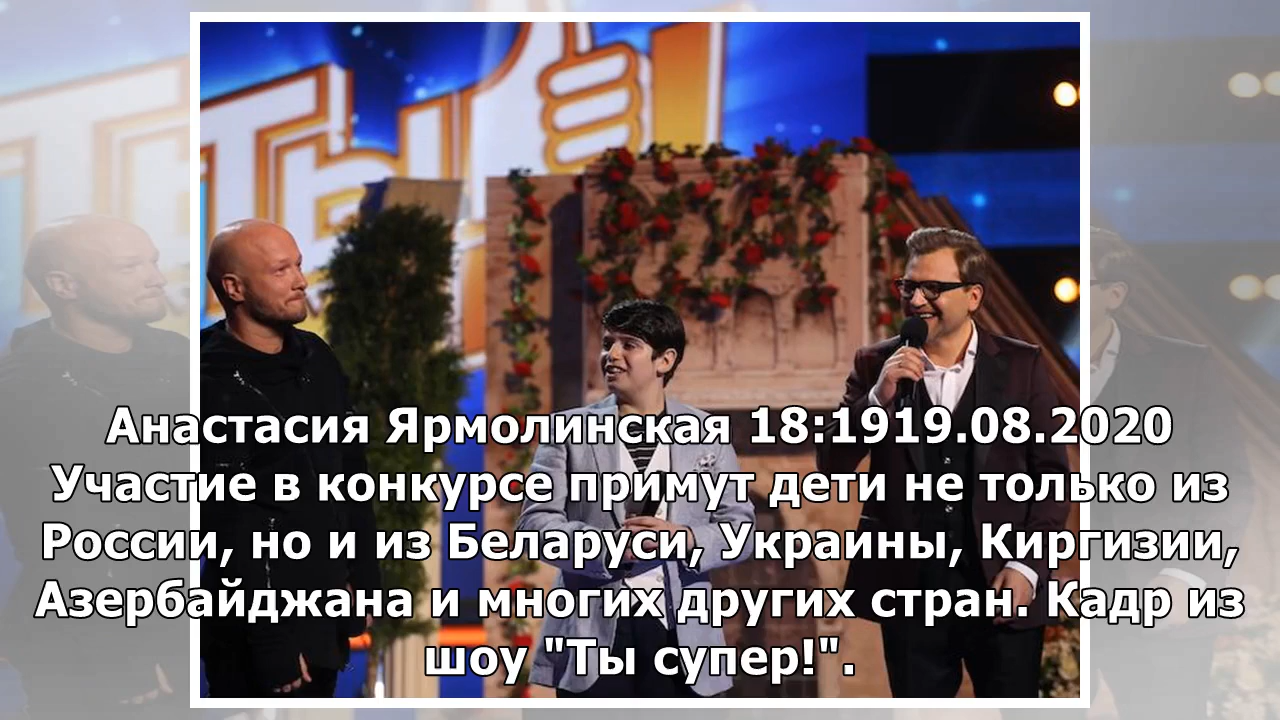 ТЫ
Анастасия Ярмолинская 18:1919.08.2020
Участие в конкурсе примут дети не только из
России, но и из Беларуси, Украины, Киргизии,
Азербайджана и многих других стран. Кадр из
шоу "Ты супер!".